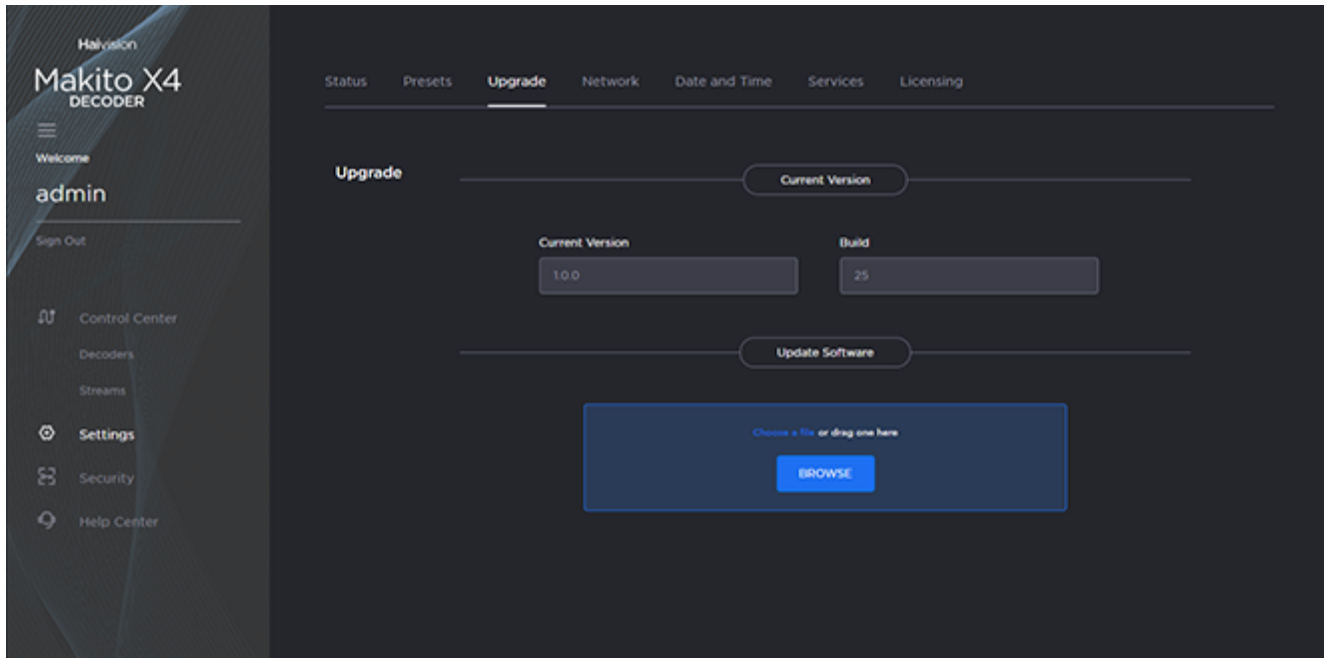 Haivision
Makito X4
DECODER
Welcome
admin
Sign Out
Control Center
Decoders
Streams
Settings
Security
Help Center
Status Presets Upgrade Network Date and Time Services Licensing
Upgrade
Current Version
Current Version Build
1.0.0 25
Update Software
Choose a file or drag one here
BROWSE